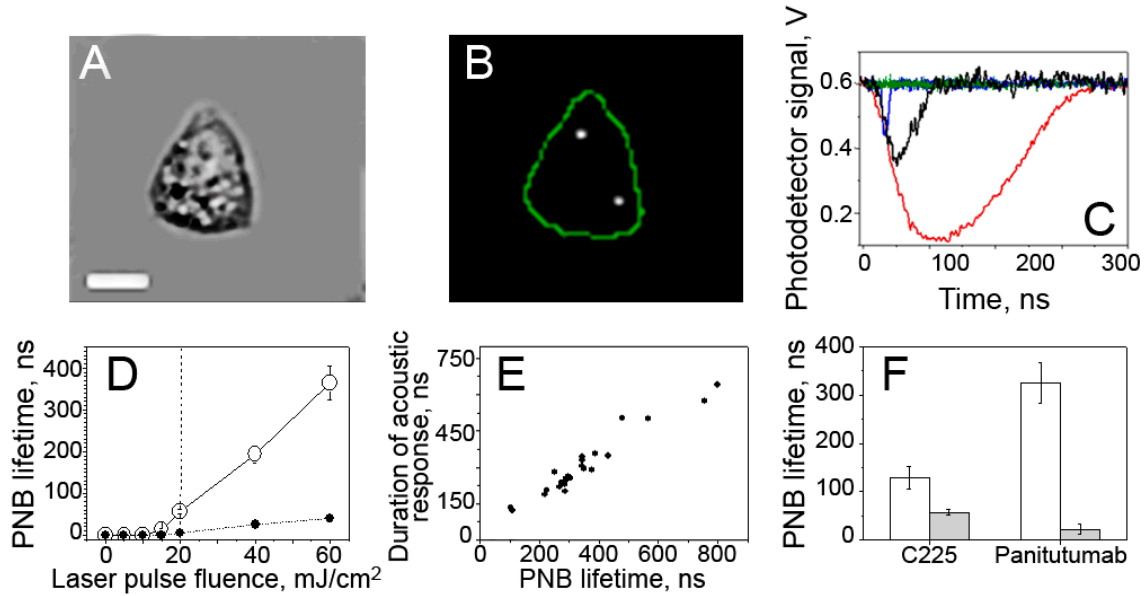 A
B
C
Photodetector signal, V
0.6
0.4
0.2
0
100
200
300
Time, ns
D
PNB lifetime, ns
400
300
200
100
0
0
20
40
60
Laser pulse fluence, mJ/cm²
E
Duration of acoustic
response, ns
750
450
150
0
0
200
400
600
800
PNB lifetime, ns
F
PNB lifetime, ns
400
300
200
100
0
C225
Panitutumab